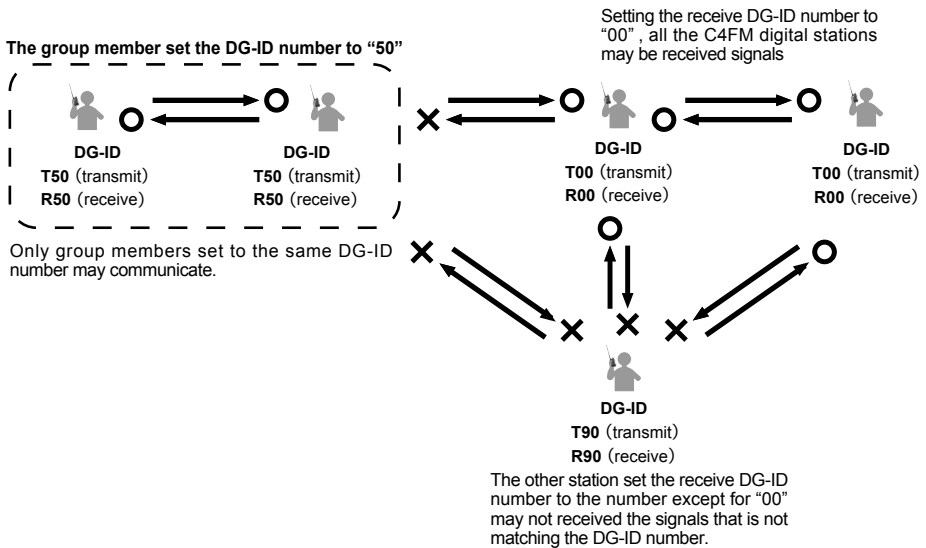 Setting the receive DG-ID number to
“00” , all the C4FM digital stations
may be received signals
The group member set the DG-ID number to “50”
DG-ID
T50 (transmit)
R50 (receive)
DG-ID
T50 (transmit)
R50 (receive)
DG-ID
T00 (transmit)
R00 (receive)
DG-ID
T00 (transmit)
R00 (receive)
Only group members set to the same DG-ID
number may communicate.
DG-ID
T90 (transmit)
R90 (receive)
The other station set the receive DG-ID
number to the number except for “00”
may not received the signals that is not
matching the DG-ID number.